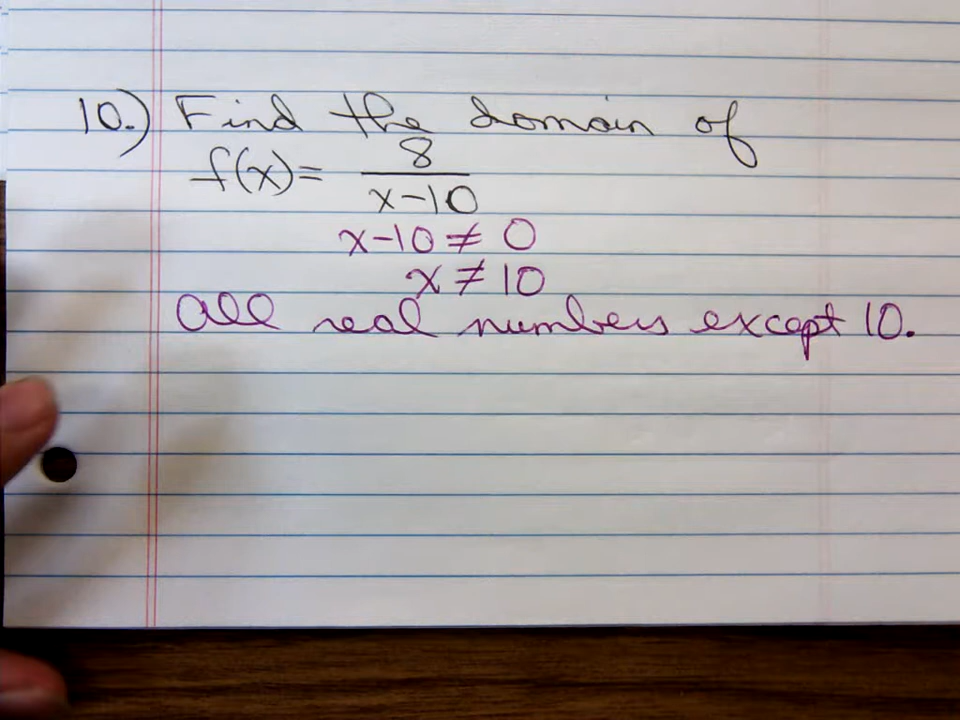 10.) Find the domain of
f(x)= 8/(x-10)
x-10 ≠ 0
x ≠ 10
all real numbers except 10.